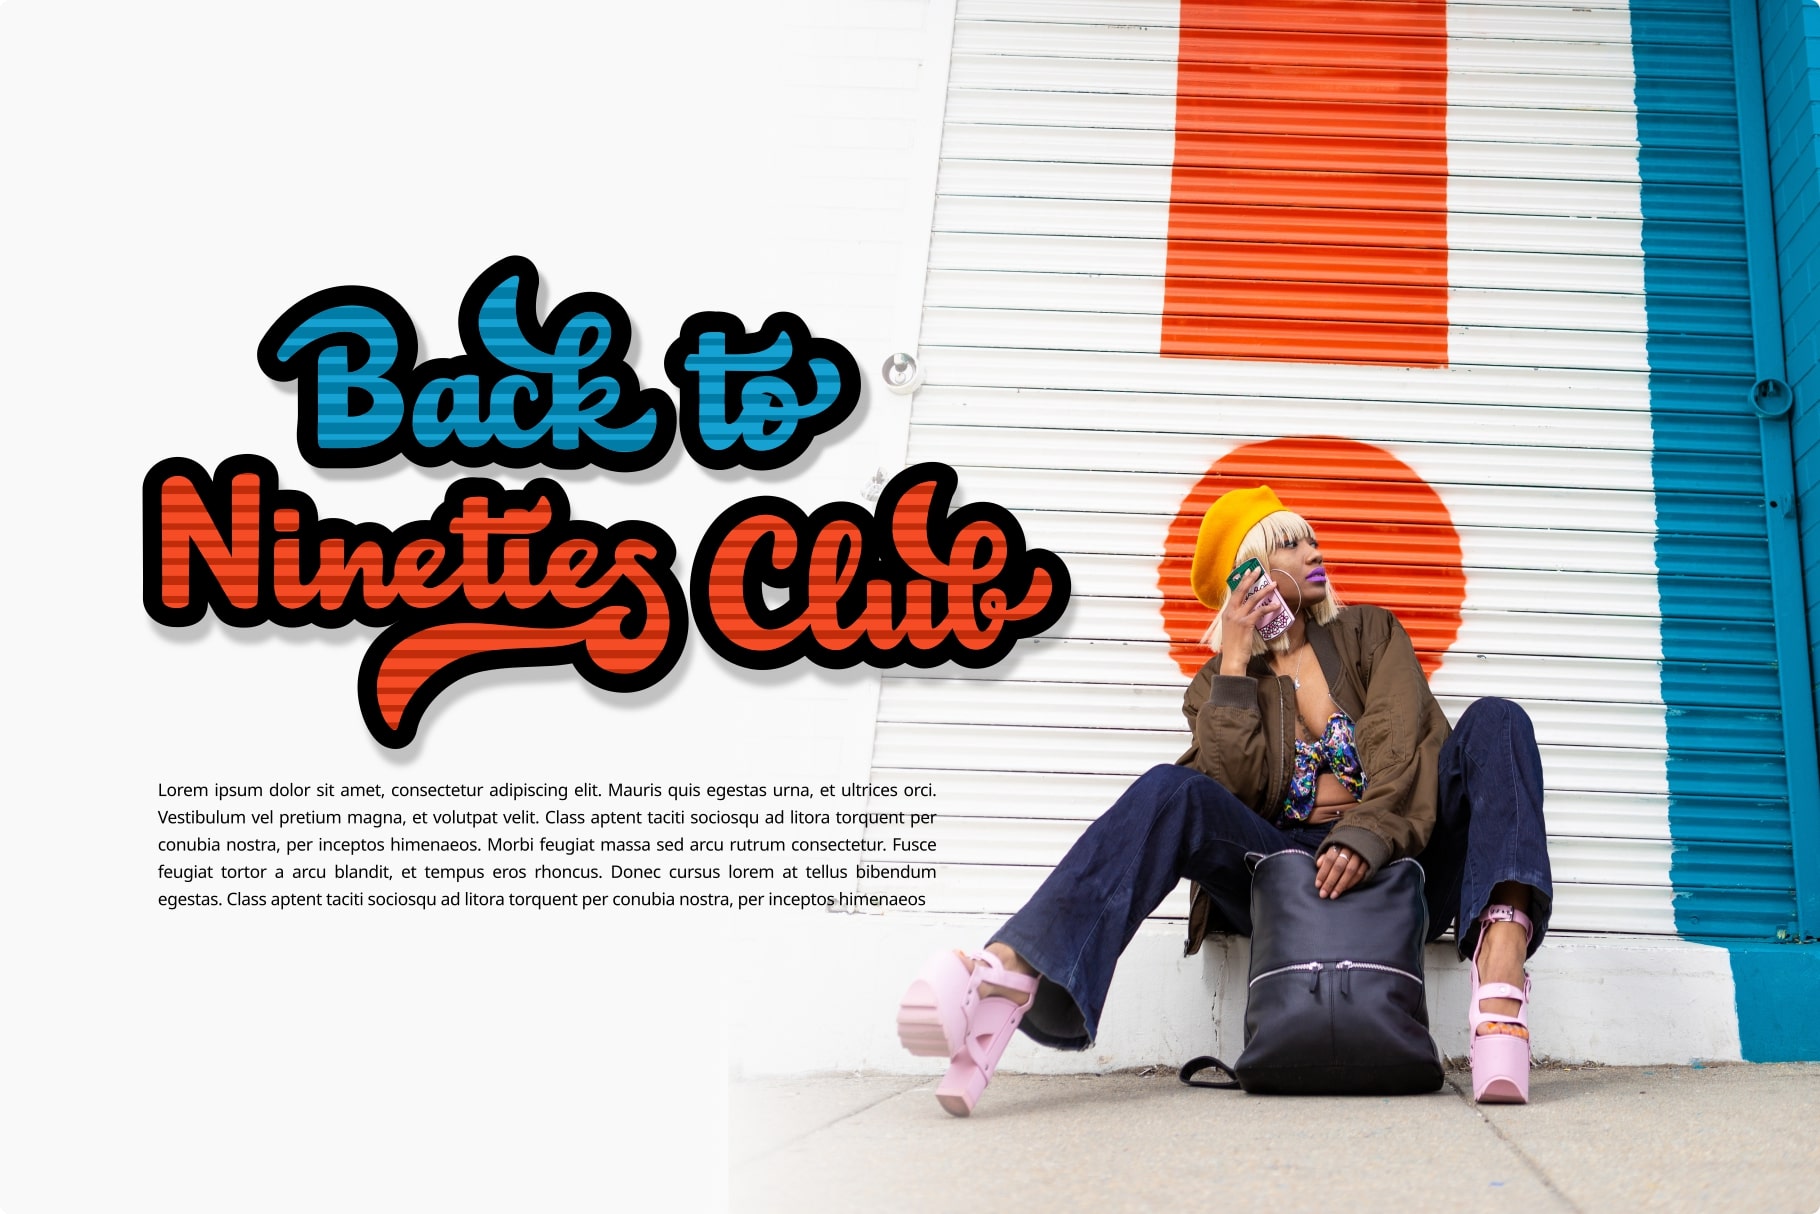 Back to
Nineties Club
Lorem ipsum dolor sit amet, consectetur adipiscing elit. Mauris quis egestas urna, et ultrices orci.
Vestibulum vel pretium magna, et volutpat velit. Class aptent taciti sociosqu ad litora torquent per
conubia nostra, per inceptos himenaeos. Morbi feugiat massa sed arcu rutrum consectetur. Fusce
feugiat tortor a arcu blandit, et tempus eros rhoncus. Donec cursus lorem at tellus bibendum
egestas. Class aptent taciti sociosqu ad litora torquent per conubia nostra, per inceptos himenaeos